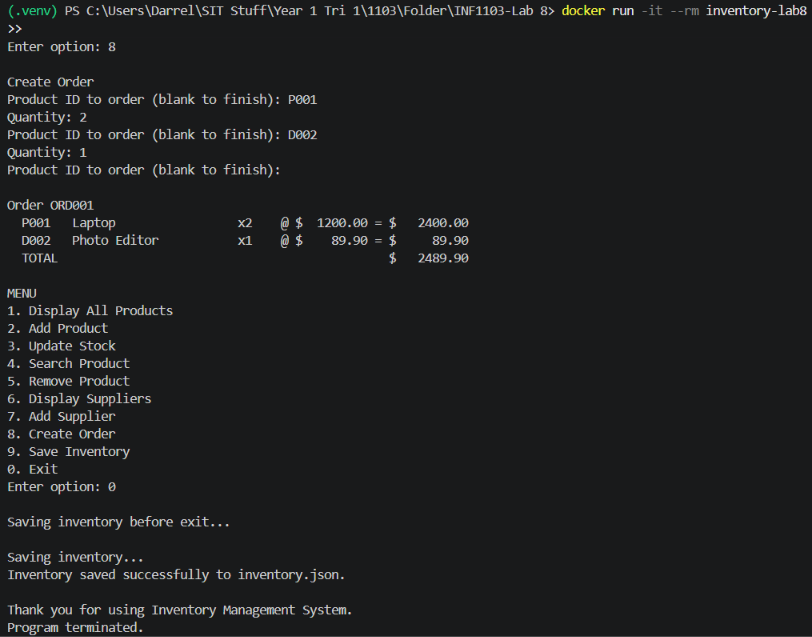 (.venv) PS C:\Users\Darrel\SIT Stuff\Year 1 Tri 1\1103\Folder\INF1103-Lab 8> docker run -it --rm inventory-lab8
>>
Enter option: 8

Create Order
Product ID to order (blank to finish): P001
Quantity: 2
Product ID to order (blank to finish): D002
Quantity: 1
Product ID to order (blank to finish):

Order ORD001
  P001   Laptop                 x2    @ $  1200.00 = $   2400.00
  D002   Photo Editor           x1    @ $    89.90 = $     89.90
  TOTAL                                              $   2489.90

MENU
1. Display All Products
2. Add Product
3. Update Stock
4. Search Product
5. Remove Product
6. Display Suppliers
7. Add Supplier
8. Create Order
9. Save Inventory
0. Exit
Enter option: 0

Saving inventory before exit...

Saving inventory...
Inventory saved successfully to inventory.json.

Thank you for using Inventory Management System.
Program terminated.